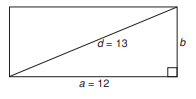 d = 13
b
a = 12